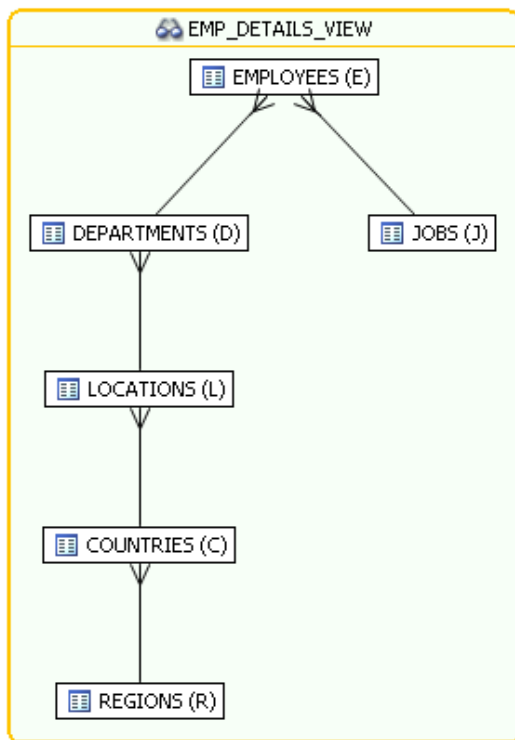 EMP_DETAILS_VIEW
EMPLOYEES (E)
DEPARTMENTS (D)
JOBS (J)
LOCATIONS (L)
COUNTRIES (C)
REGIONS (R)